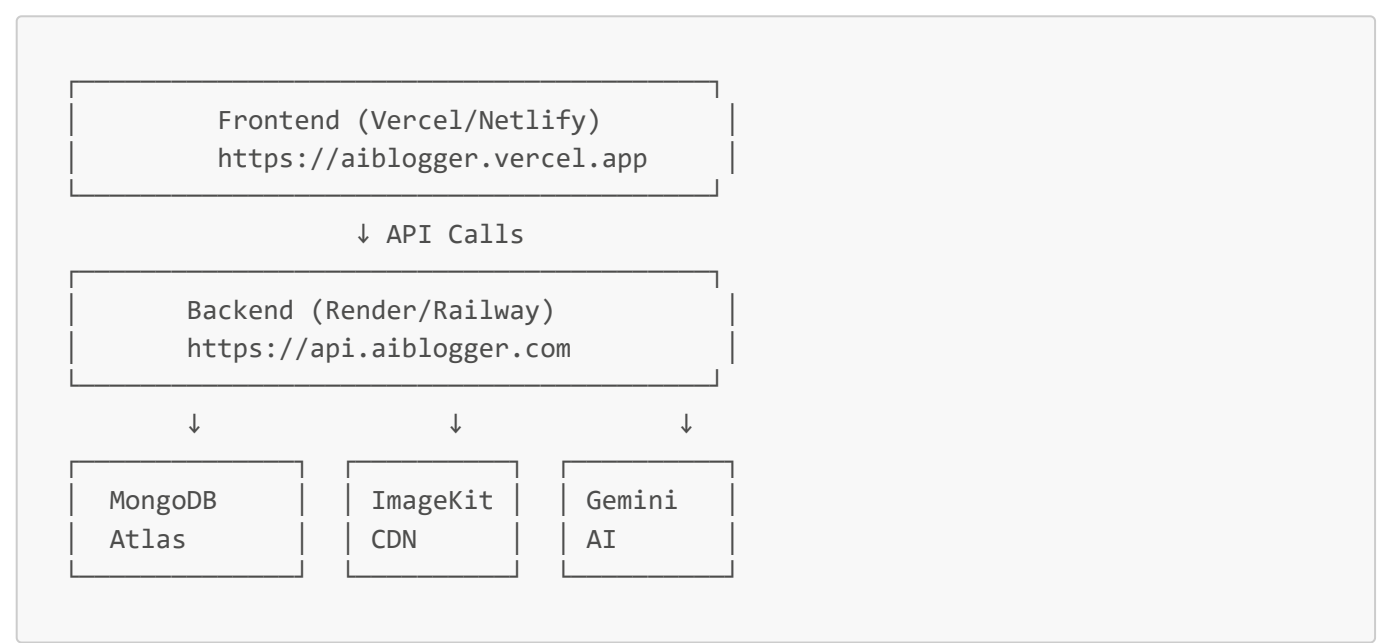 Frontend (Vercel/Netlify)
https://aiblogger.vercel.app
↓ API Calls
Backend (Render/Railway)
https://api.aiblogger.com
↓ ↓ ↓
MongoDB ImageKit Gemini
Atlas CDN AI